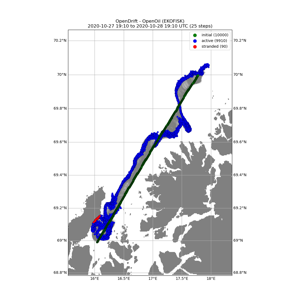 OpenDrift - OpenOil (EKOFISK)
2020-10-27 19:10 to 2020-10-28 19:10 UTC (25 steps)
initial (10000)
active (9910)
stranded (90)
70.2°N 70.2°N
70°N 70°N
69.8°N 69.8°N
69.6°N 69.6°N
69.4°N 69.4°N
69.2°N 69.2°N
69°N 69°N
68.8°N 68.8°N
16°E 16.5°E 17°E 17.5°E 18°E